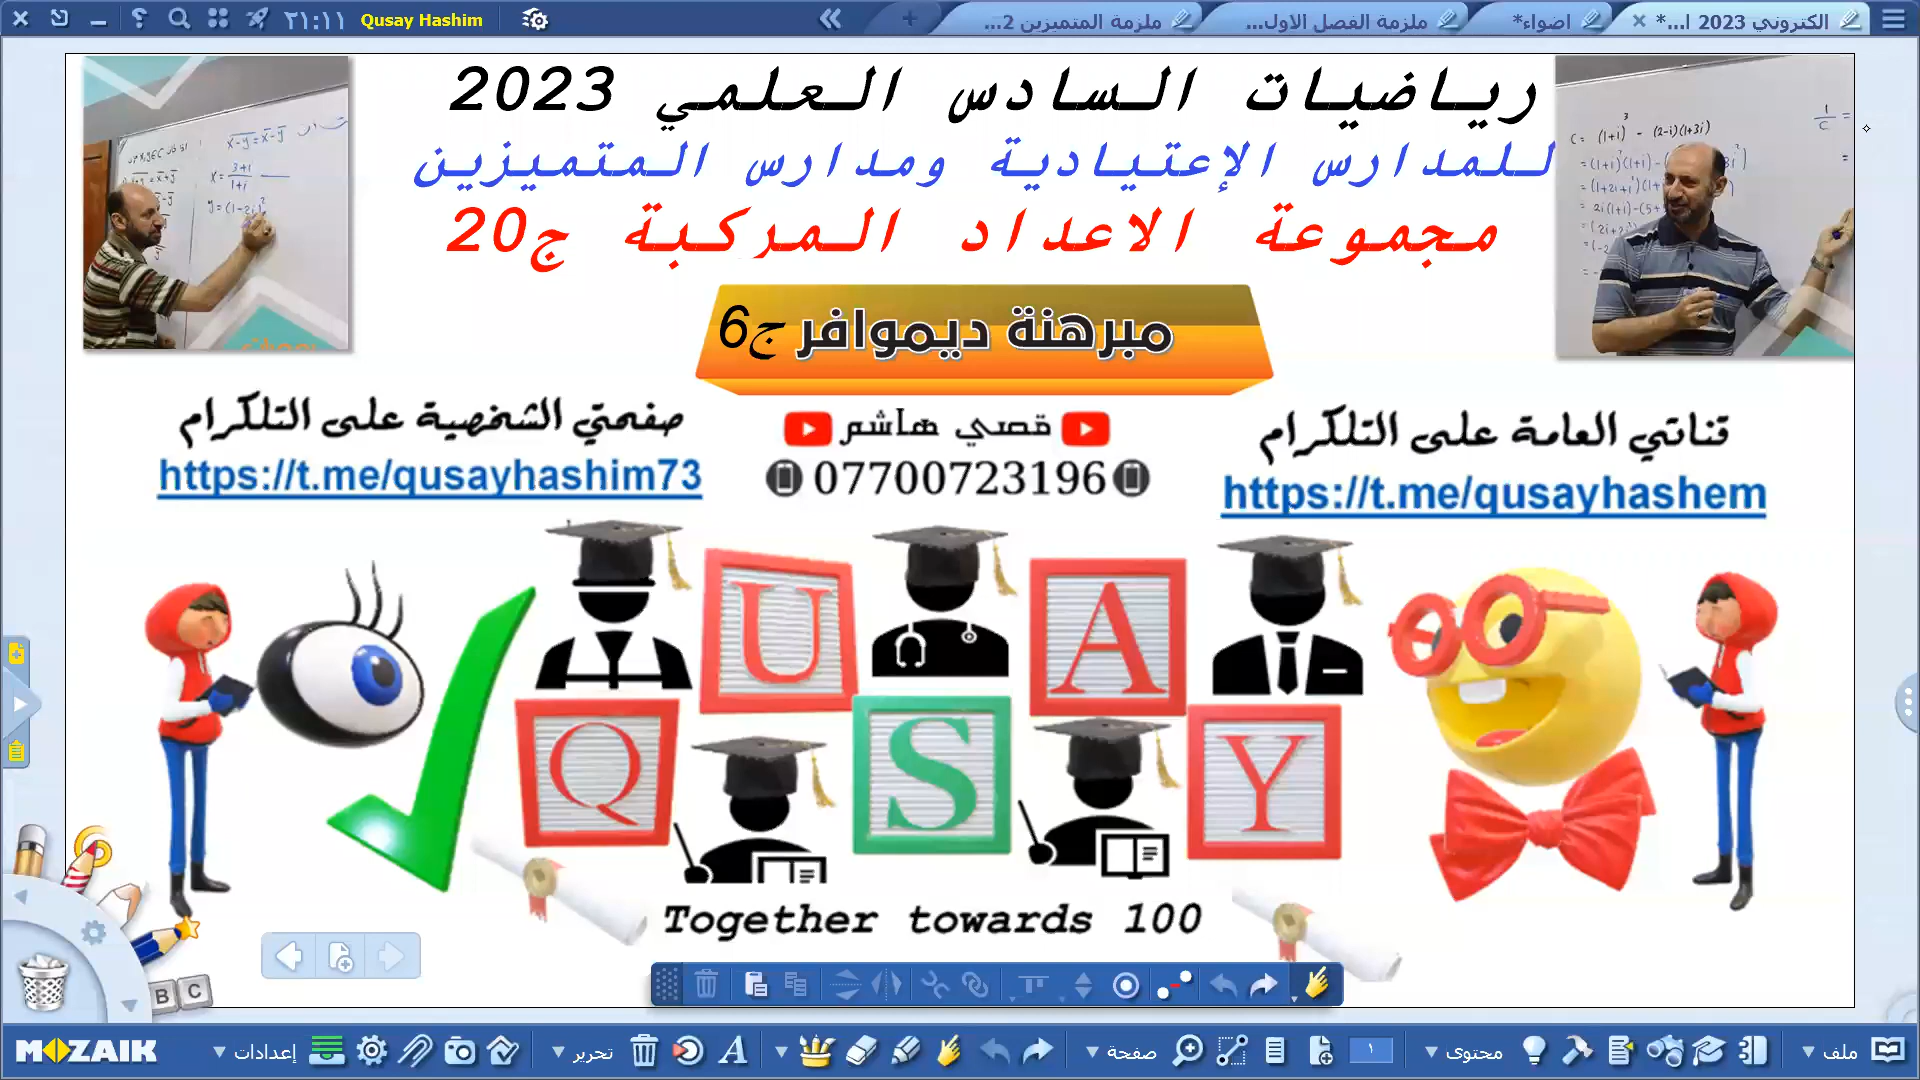 ٢١:١١
Qusay Hashim
ملزمة المتميزين 2...
ملزمة الفصل الاول...
اضواء*
الكتروني 2023 ا...*
رياضيات السادس العلمي 2023
للمدارس الإعتيادية ومدارس المتميزين
مجموعة الاعداد المركبة ج20
مبرهنة ديموافر ج6
صفحتي الشخصية على التلكرام
https://t.me/qusayhashim73
قصي هاشم
07700723196
قناتي العامة على التلكرام
https://t.me/qusayhashem
U A
Q S Y
Together towards 100
B C
MOZAIK
إعدادات
تحرير
صفحة
١
محتوى
ملف